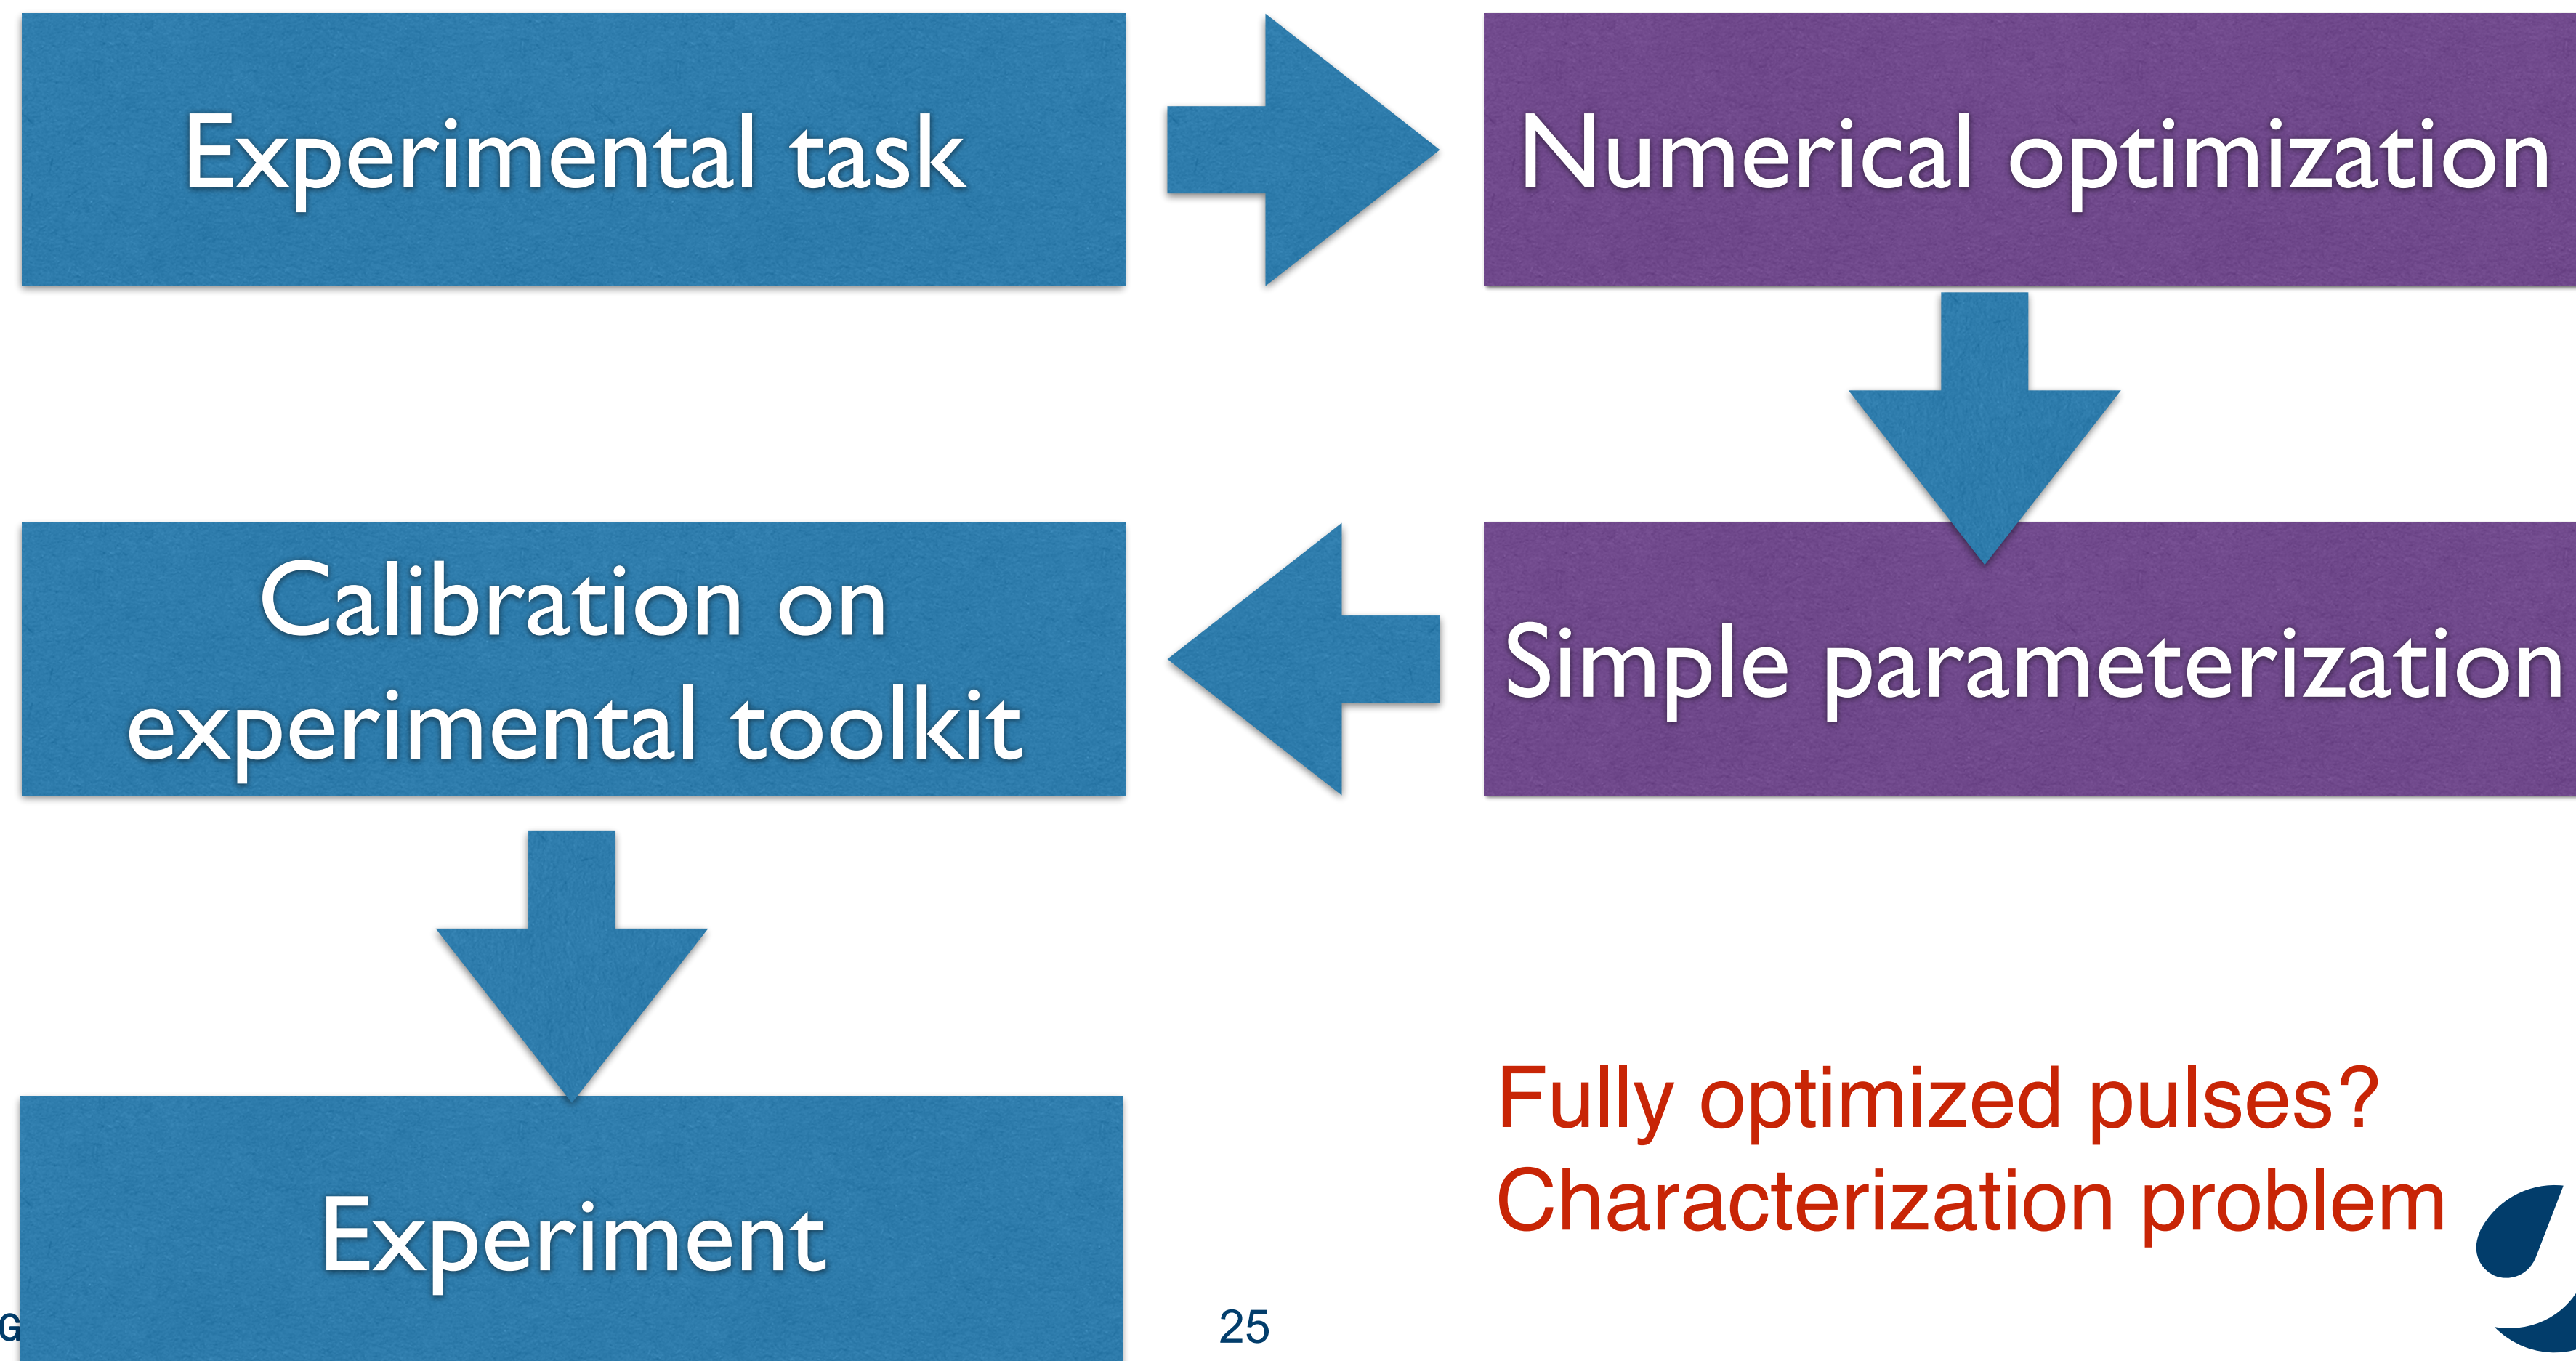 Experimental task
Numerical optimization
Simple parameterization
Calibration on
experimental toolkit
Experiment
Fully optimized pulses?
Characterization problem
G
25